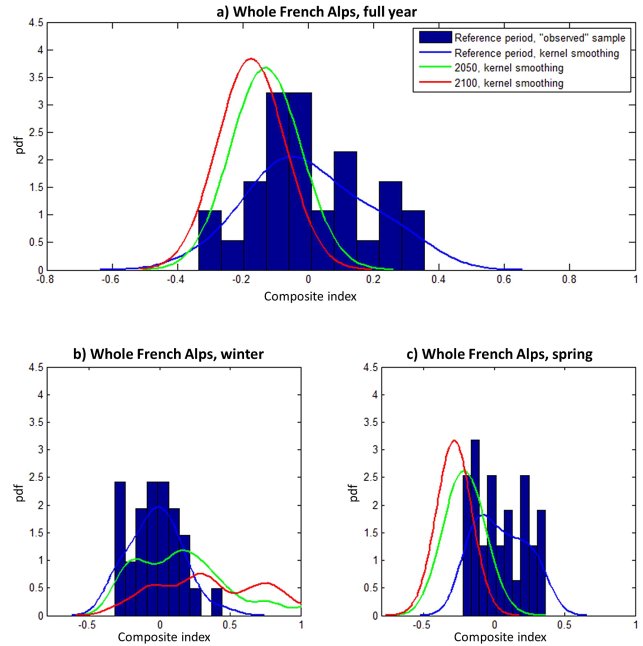 a) Whole French Alps, full year
4.5
4
3.5
3
2.5
2
1.5
1
0.5
0
pdf
Reference period, "observed" sample
Reference period, kernel smoothing
2050, kernel smoothing
2100, kernel smoothing
-0.8 -0.6 -0.4 -0.2 0 0.2 0.4 0.6 0.8 1
Composite index
b) Whole French Alps, winter
4.5
4
3.5
3
2.5
2
1.5
1
0.5
0
pdf
-0.5 0 0.5 1
Composite index
c) Whole French Alps, spring
4.5
4
3.5
3
2.5
2
1.5
1
0.5
0
pdf
-0.5 0 0.5 1
Composite index